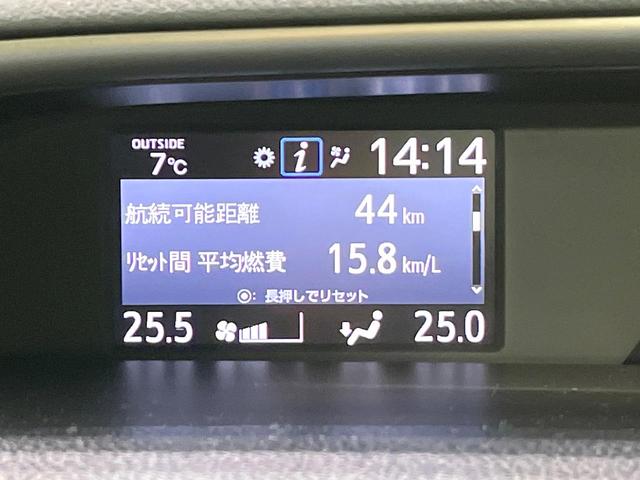 OUTSIDE
7℃ i 14:14
航続可能距離 44 km
リセット間 平均燃費 15.8 km/L
◎: 長押しでリセット
25.5 25.0